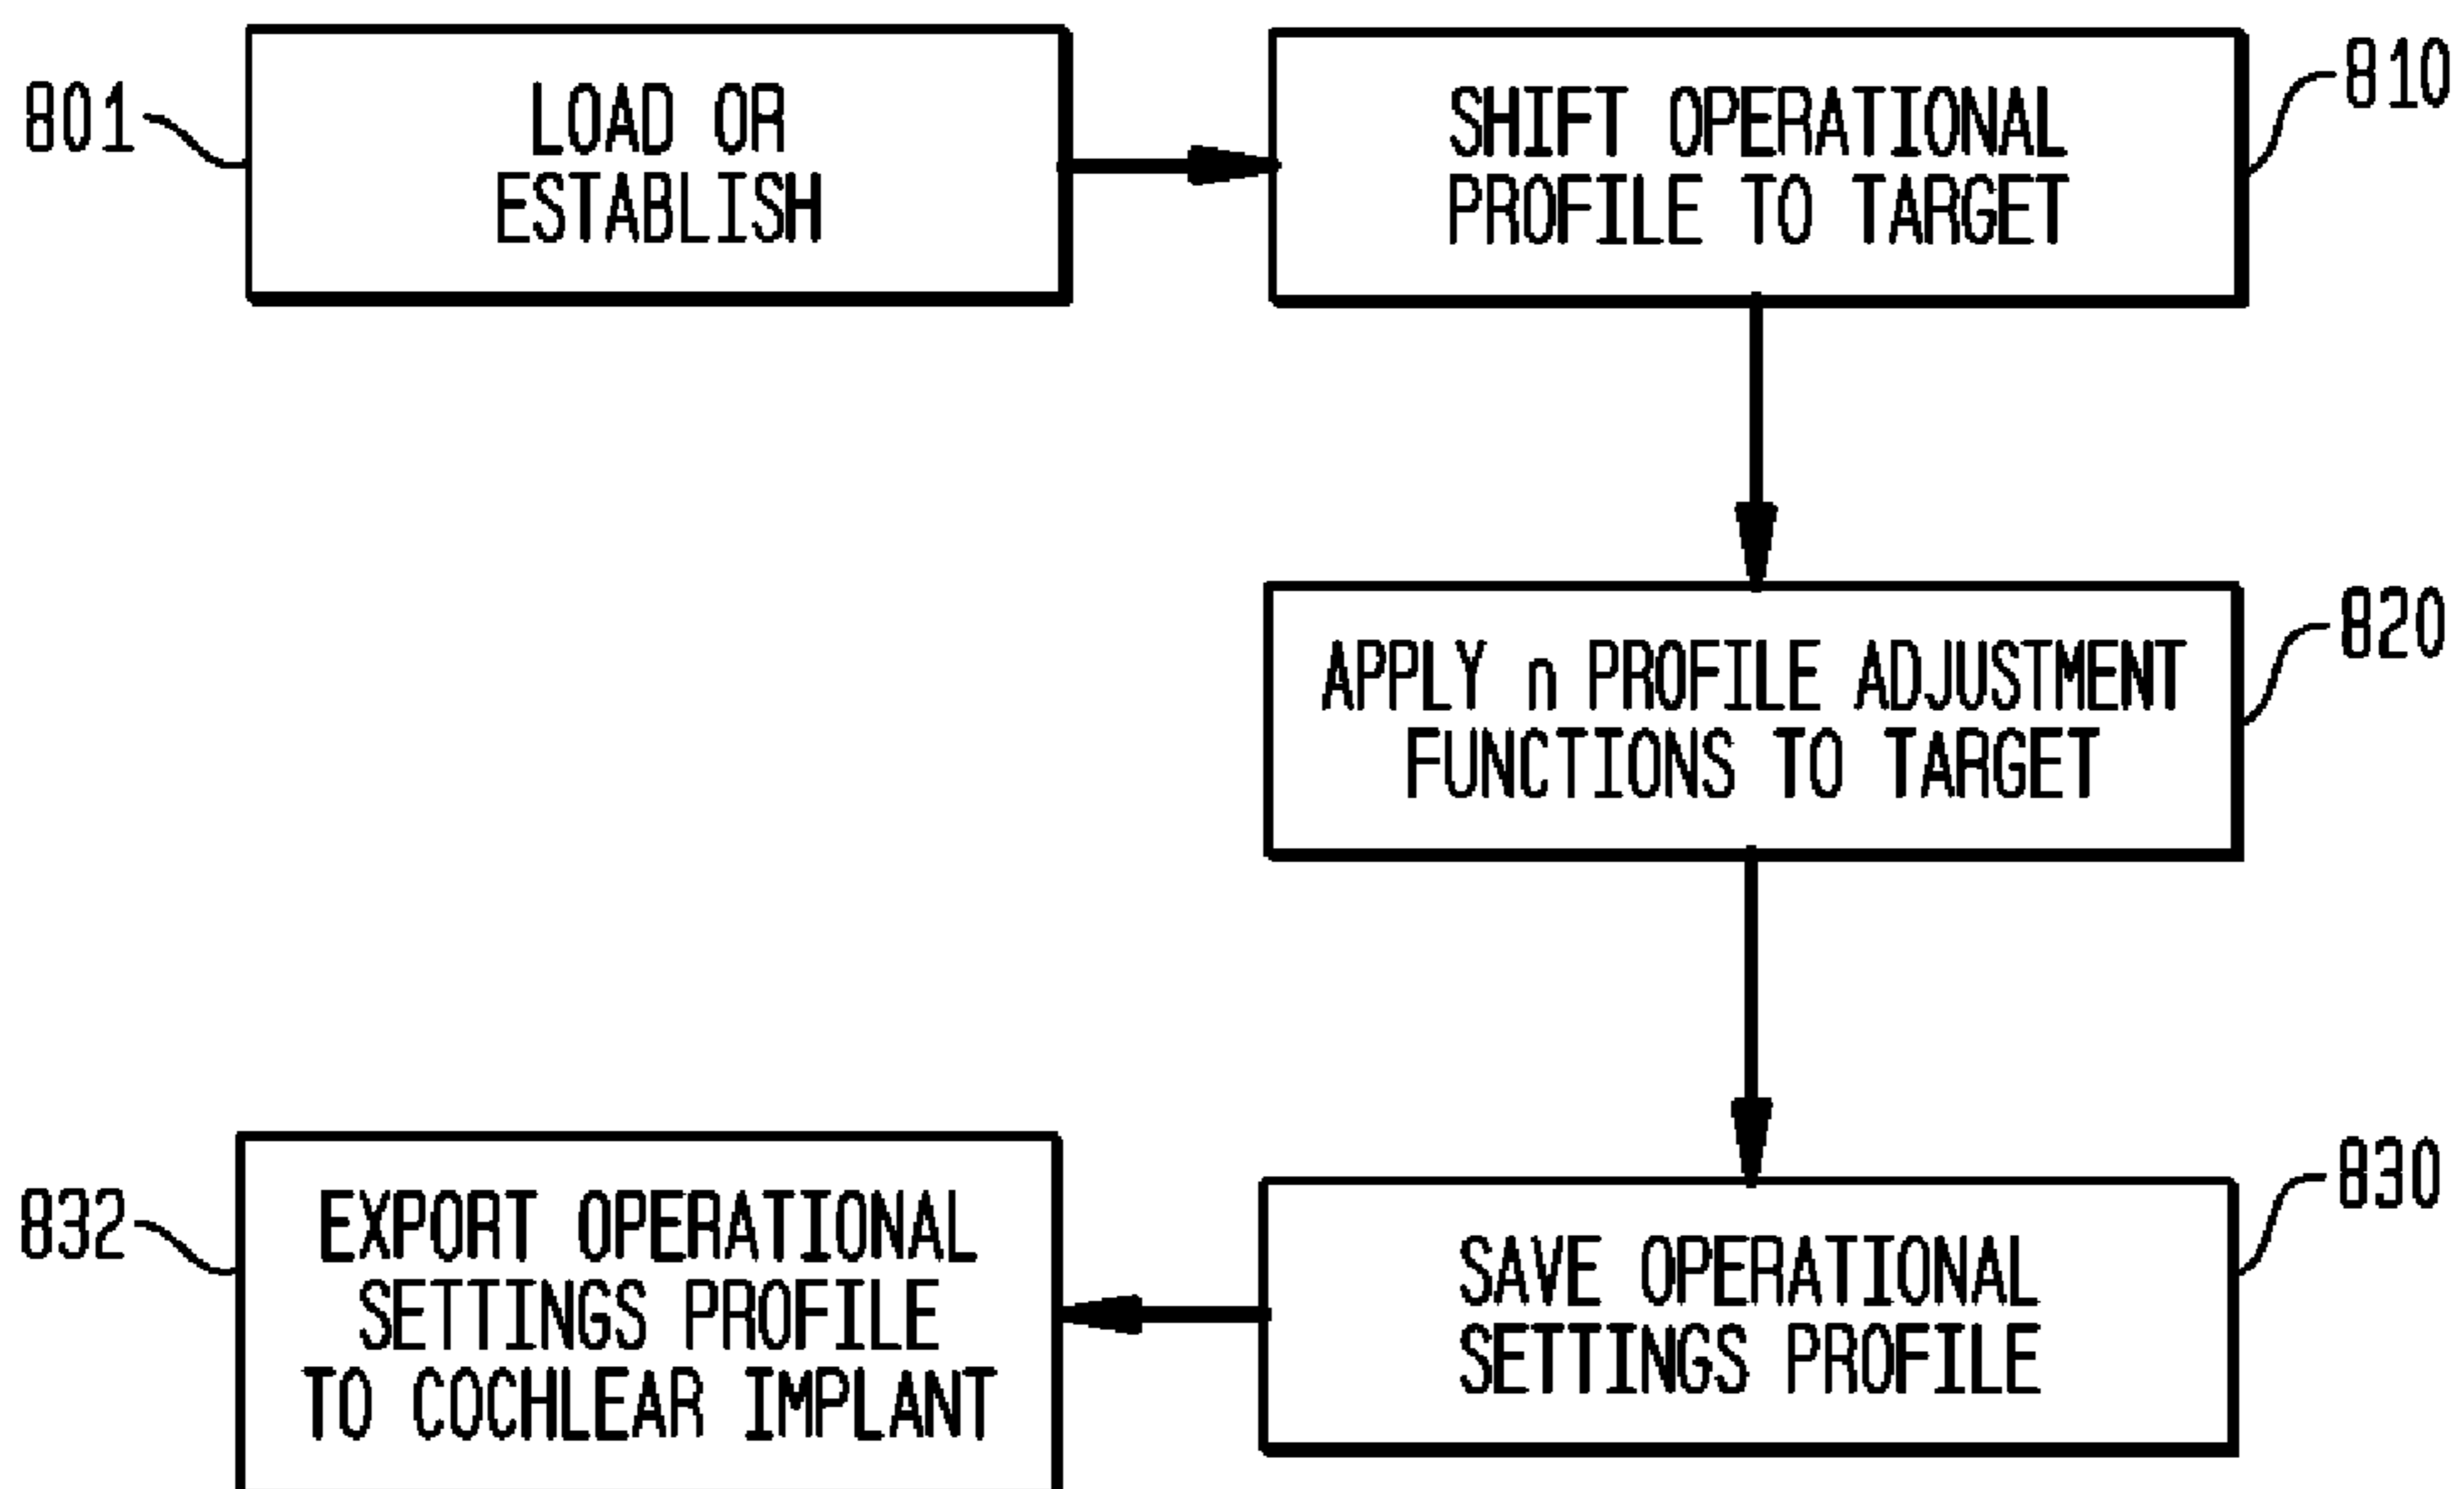 801
LOAD OR
ESTABLISH
SHIFT OPERATIONAL
PROFILE TO TARGET
810
APPLY n PROFILE ADJUSTMENT
FUNCTIONS TO TARGET
820
SAVE OPERATIONAL
SETTINGS PROFILE
830
832
EXPORT OPERATIONAL
SETTINGS PROFILE
TO COCHLEAR IMPLANT